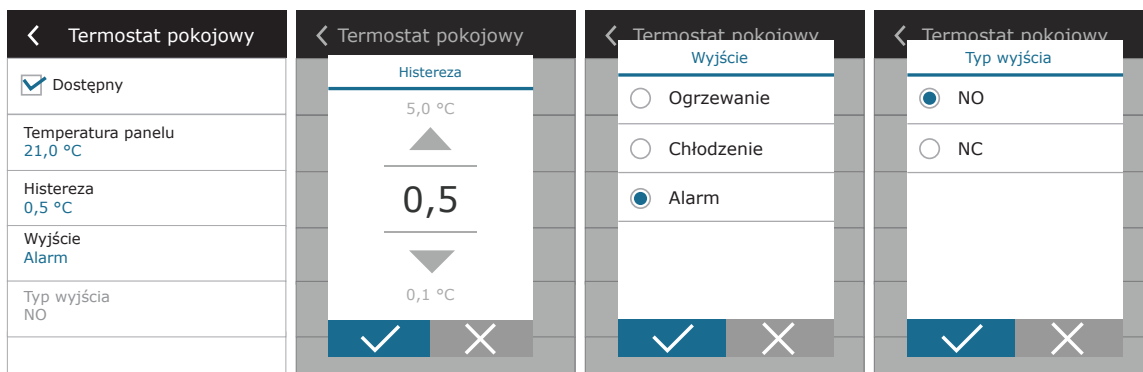 Termostat pokojowy
Dostępny
Temperatura panelu
21,0 °C
Histereza
0,5 °C
Wyjście
Alarm
Typ wyjścia
NO
Termostat pokojowy
Histereza
5,0 °C
0,5
0,1 °C
Termostat pokojowy
Wyjście
Ogrzewanie
Chłodzenie
Alarm
Termostat pokojowy
Typ wyjścia
NO
NC